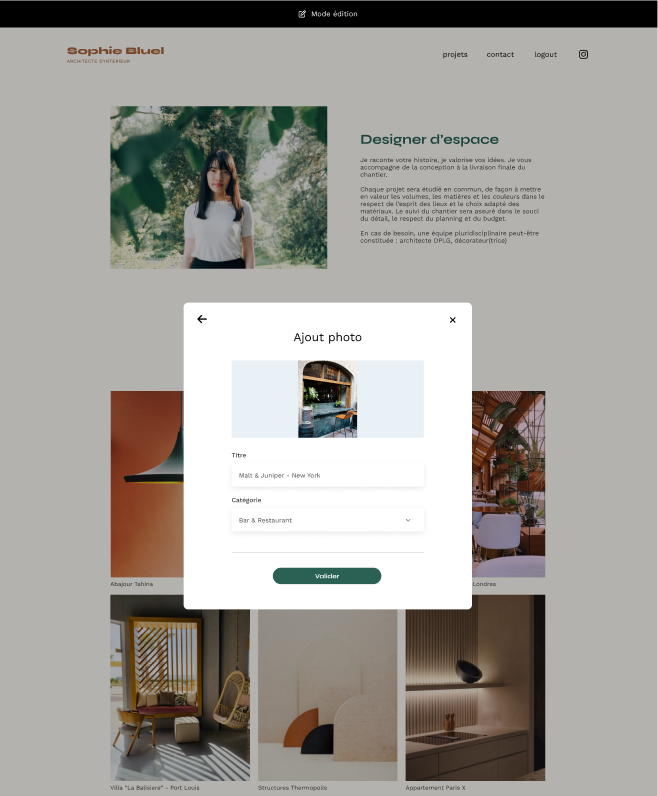 Mode édition
Sophie Bluel
ARCHITECTE D'INTÉRIEUR
projets
contact
logout
Designer d'espace
Je raconte votre histoire, je valorise vos idées. Je vous
accompagne de la conception à la livraison finale du
chantier.
Chaque projet sera étudié en commun, de façon à mettre
en valeur les volumes, les matières et les couleurs dans le
respect de l'esprit des lieux et le choix adapté des
matériaux. Le suivi du chantier sera assuré dans le souci
du détail, le respect du planning et du budget.
En cas de besoin, une équipe pluridisciplinaire peut-être
constituée : architecte DPLG, décorateur(trice)
Ajout photo
Titre
Malt & Juniper - New York
Catégorie
Bar & Restaurant
Valider
Abajour Tahina
Londres
Villa "La Balisiere" - Port Louis
Structures Thermopolis
Appartement Paris X